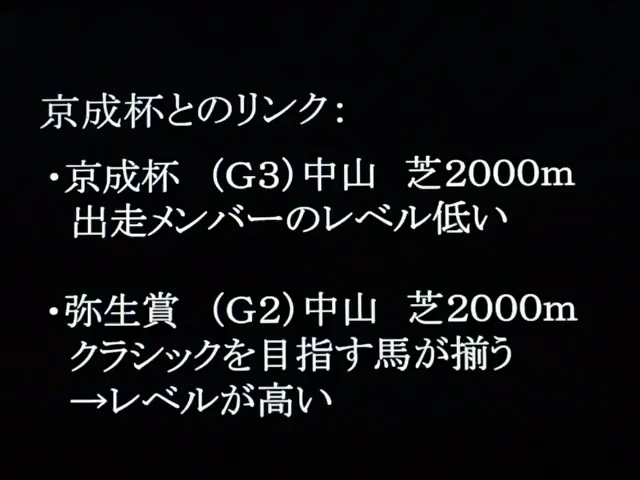 京成杯とのリンク：
・京成杯　（G3）中山　芝2000m
出走メンバーのレベル低い
・弥生賞　（G2）中山　芝2000m
クラシックを目指す馬が揃う
→レベルが高い